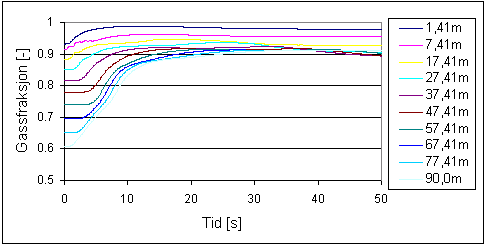 1
0.9
0.8
0.7
0.6
0.5
Gassfraksjon [-]
0 10 20 30 40 50
Tid [s]
1,41m
7,41m
17,41m
27,41m
37,41m
47,41m
57,41m
67,41m
77,41m
90,0m